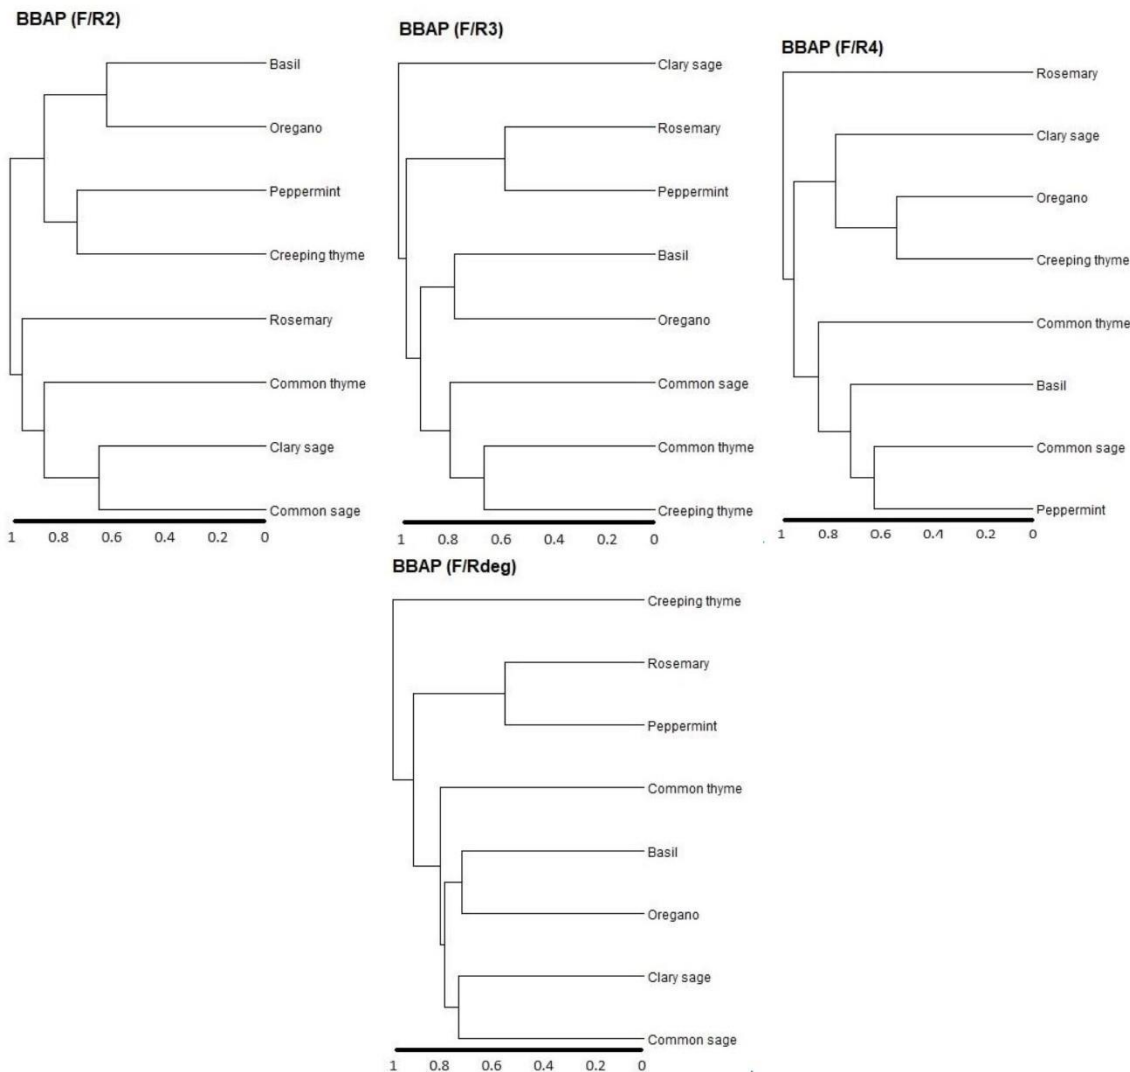 BBAP (F/R2)
Basil
Oregano
Peppermint
Creeping thyme
Rosemary
Common thyme
Clary sage
Common sage
1 0.8 0.6 0.4 0.2 0
BBAP (F/R3)
Clary sage
Rosemary
Peppermint
Basil
Oregano
Common sage
Common thyme
Creeping thyme
1 0.8 0.6 0.4 0.2 0
BBAP (F/R4)
Rosemary
Clary sage
Oregano
Creeping thyme
Common thyme
Basil
Common sage
Peppermint
1 0.8 0.6 0.4 0.2 0
BBAP (F/Rdeg)
Creeping thyme
Rosemary
Peppermint
Common thyme
Basil
Oregano
Clary sage
Common sage
1 0.8 0.6 0.4 0.2 0